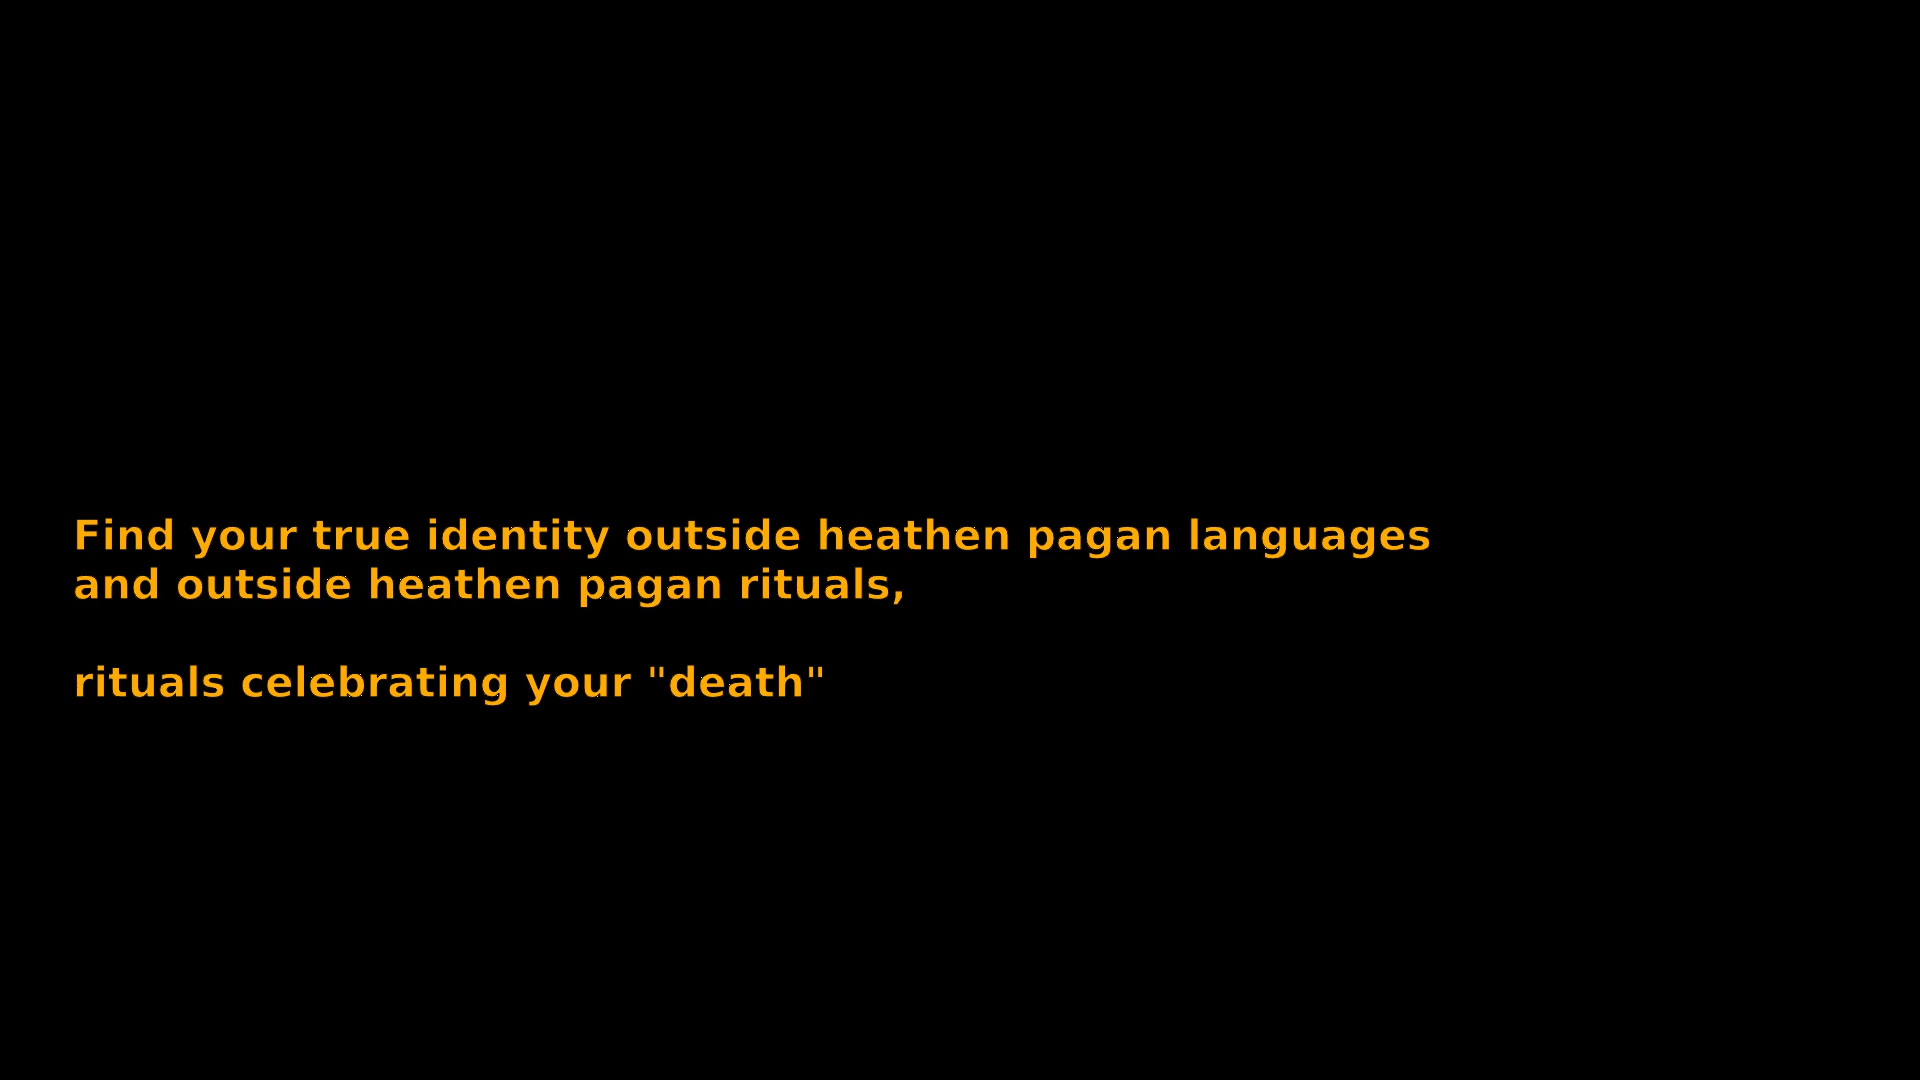 Find your true identity outside heathen pagan languages
and outside heathen pagan rituals,
rituals celebrating your "death"